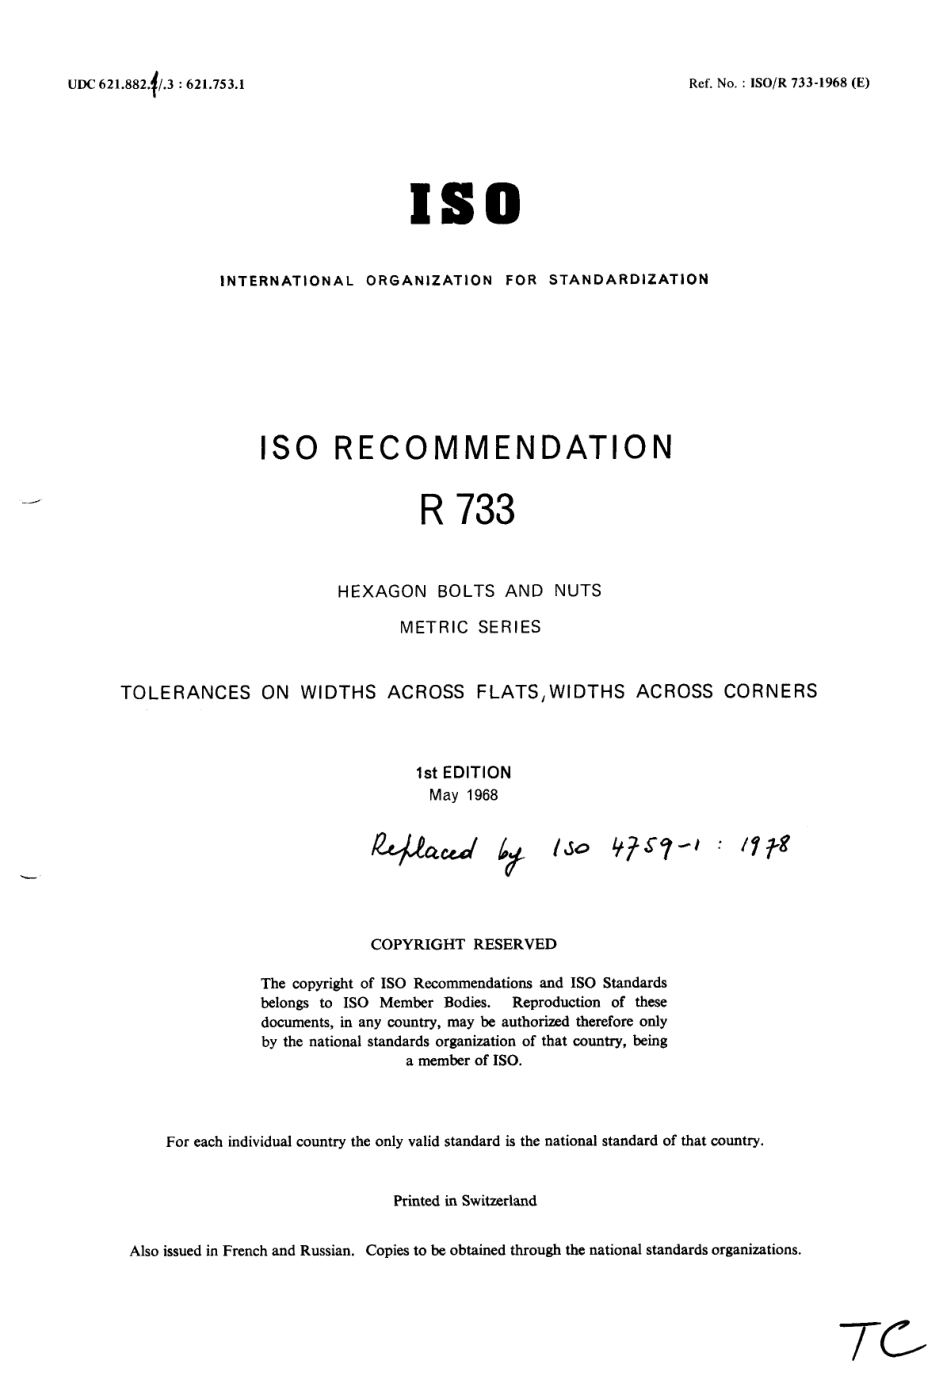 UDC 621.882.1/.3 : 621.753.1
Ref. No. : ISO/R 733-1968 (E)
ISO
INTERNATIONAL ORGANIZATION FOR STANDARDIZATION
ISO RECOMMENDATION
R 733
HEXAGON BOLTS AND NUTS
METRIC SERIES
TOLERANCES ON WIDTHS ACROSS FLATS, WIDTHS ACROSS CORNERS
1st EDITION
May 1968
Replaced by ISO 4759-1 : 1978
COPYRIGHT RESERVED
The copyright of ISO Recommendations and ISO Standards
belongs to ISO Member Bodies. Reproduction of these
documents, in any country, may be authorized therefore only
by the national standards organization of that country, being
a member of ISO.
For each individual country the only valid standard is the national standard of that country.
Printed in Switzerland
Also issued in French and Russian. Copies to be obtained through the national standards organizations.
TC